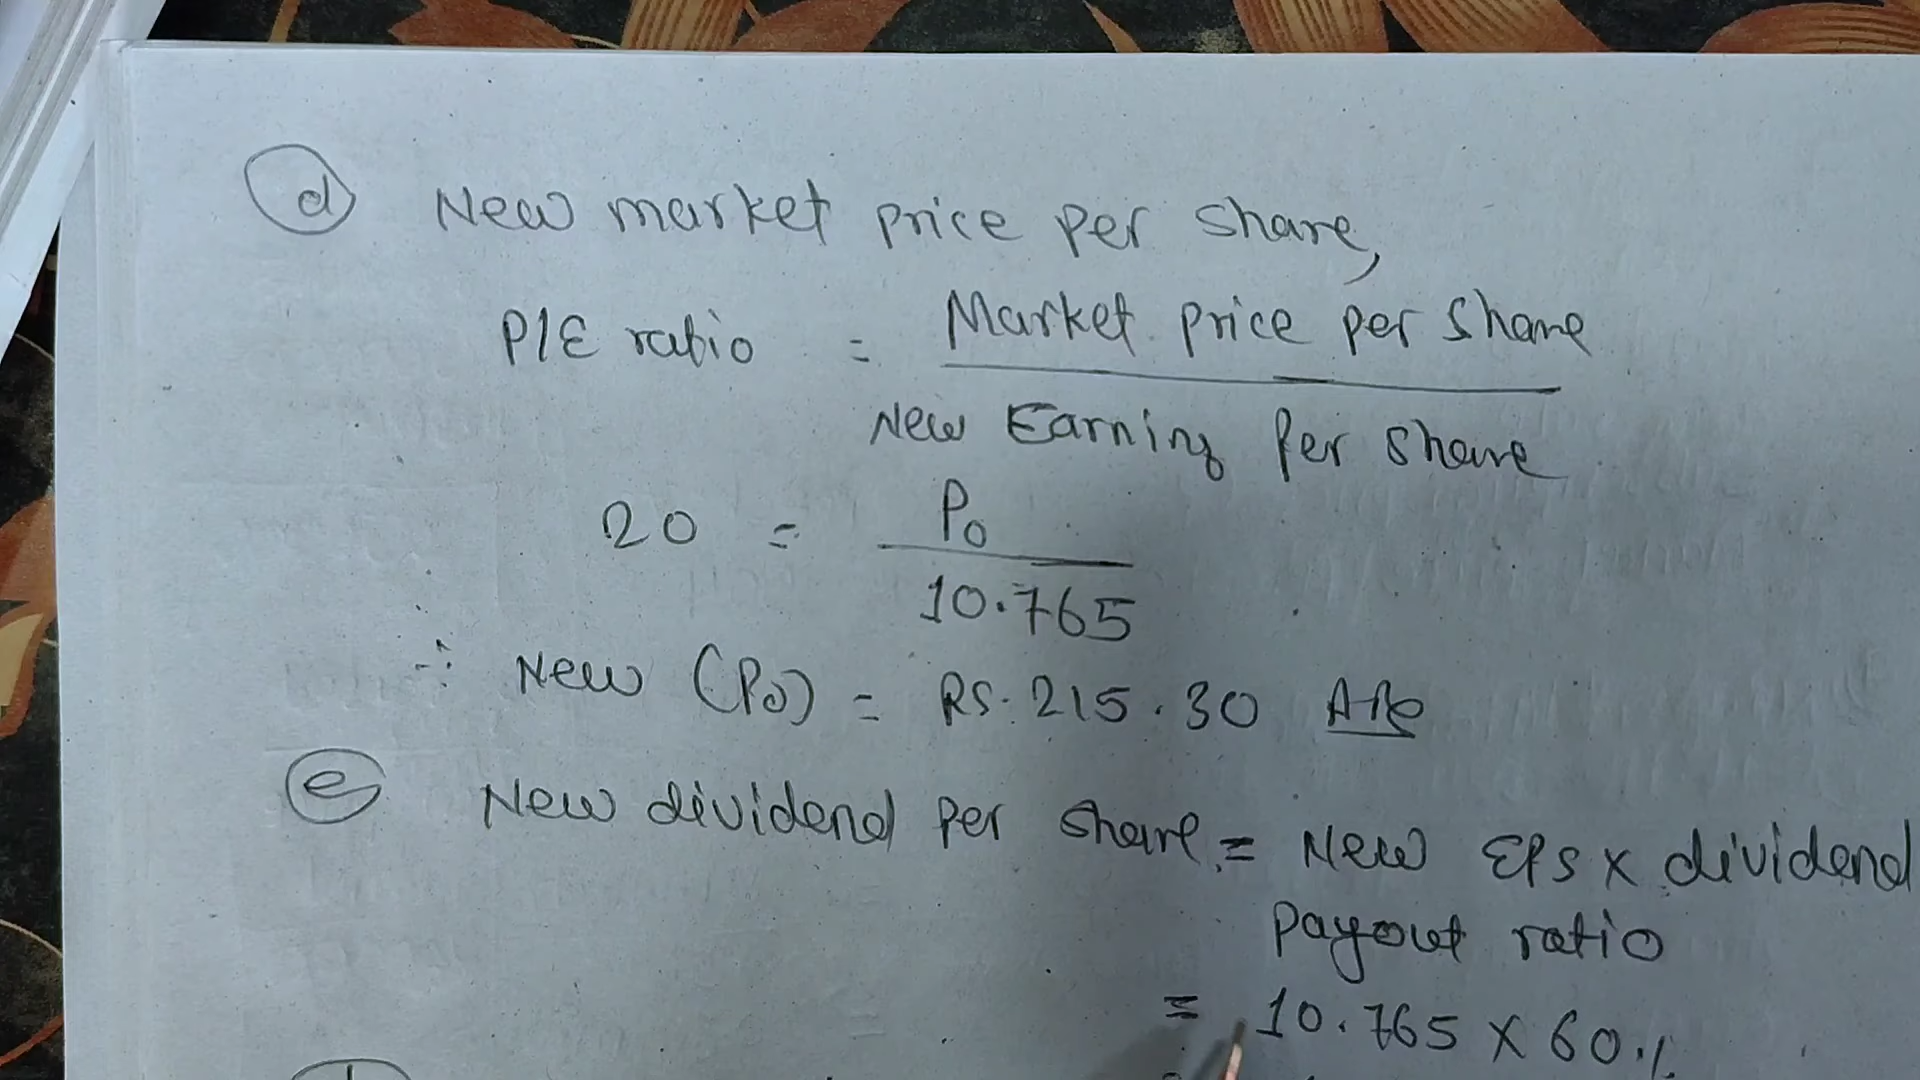 d New market price per share,
P/E ratio = Market price per share
New Earning per share
20 = P0
10.765
∴ New (P0) = RS. 215.30 Ans
e New dividend per share = New EPS x dividend
payout ratio
= 10.765 x 60%